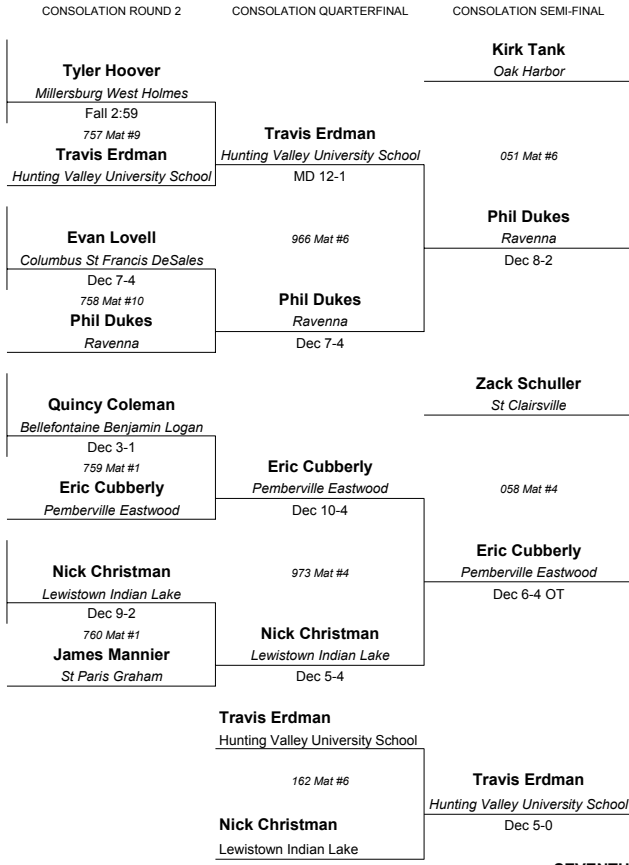 CONSOLATION ROUND 2
CONSOLATION QUARTERFINAL
CONSOLATION SEMI-FINAL
Kirk Tank
Oak Harbor
Tyler Hoover
Millersburg West Holmes
Fall 2:59
757 Mat #9
Travis Erdman
Hunting Valley University School
Travis Erdman
Hunting Valley University School
MD 12-1
051 Mat #6
Phil Dukes
Ravenna
Dec 8-2
Evan Lovell
Columbus St Francis DeSales
Dec 7-4
758 Mat #10
Phil Dukes
Ravenna
966 Mat #6
Phil Dukes
Ravenna
Dec 7-4
Zack Schuller
St Clairsville
Quincy Coleman
Bellefontaine Benjamin Logan
Dec 3-1
759 Mat #1
Eric Cubberly
Pemberville Eastwood
Eric Cubberly
Pemberville Eastwood
Dec 10-4
058 Mat #4
Eric Cubberly
Pemberville Eastwood
Dec 6-4 OT
Nick Christman
Lewistown Indian Lake
Dec 9-2
760 Mat #1
James Mannier
St Paris Graham
973 Mat #4
Nick Christman
Lewistown Indian Lake
Dec 5-4
Travis Erdman
Hunting Valley University School
162 Mat #6
Nick Christman
Lewistown Indian Lake
Travis Erdman
Hunting Valley University School
Dec 5-0